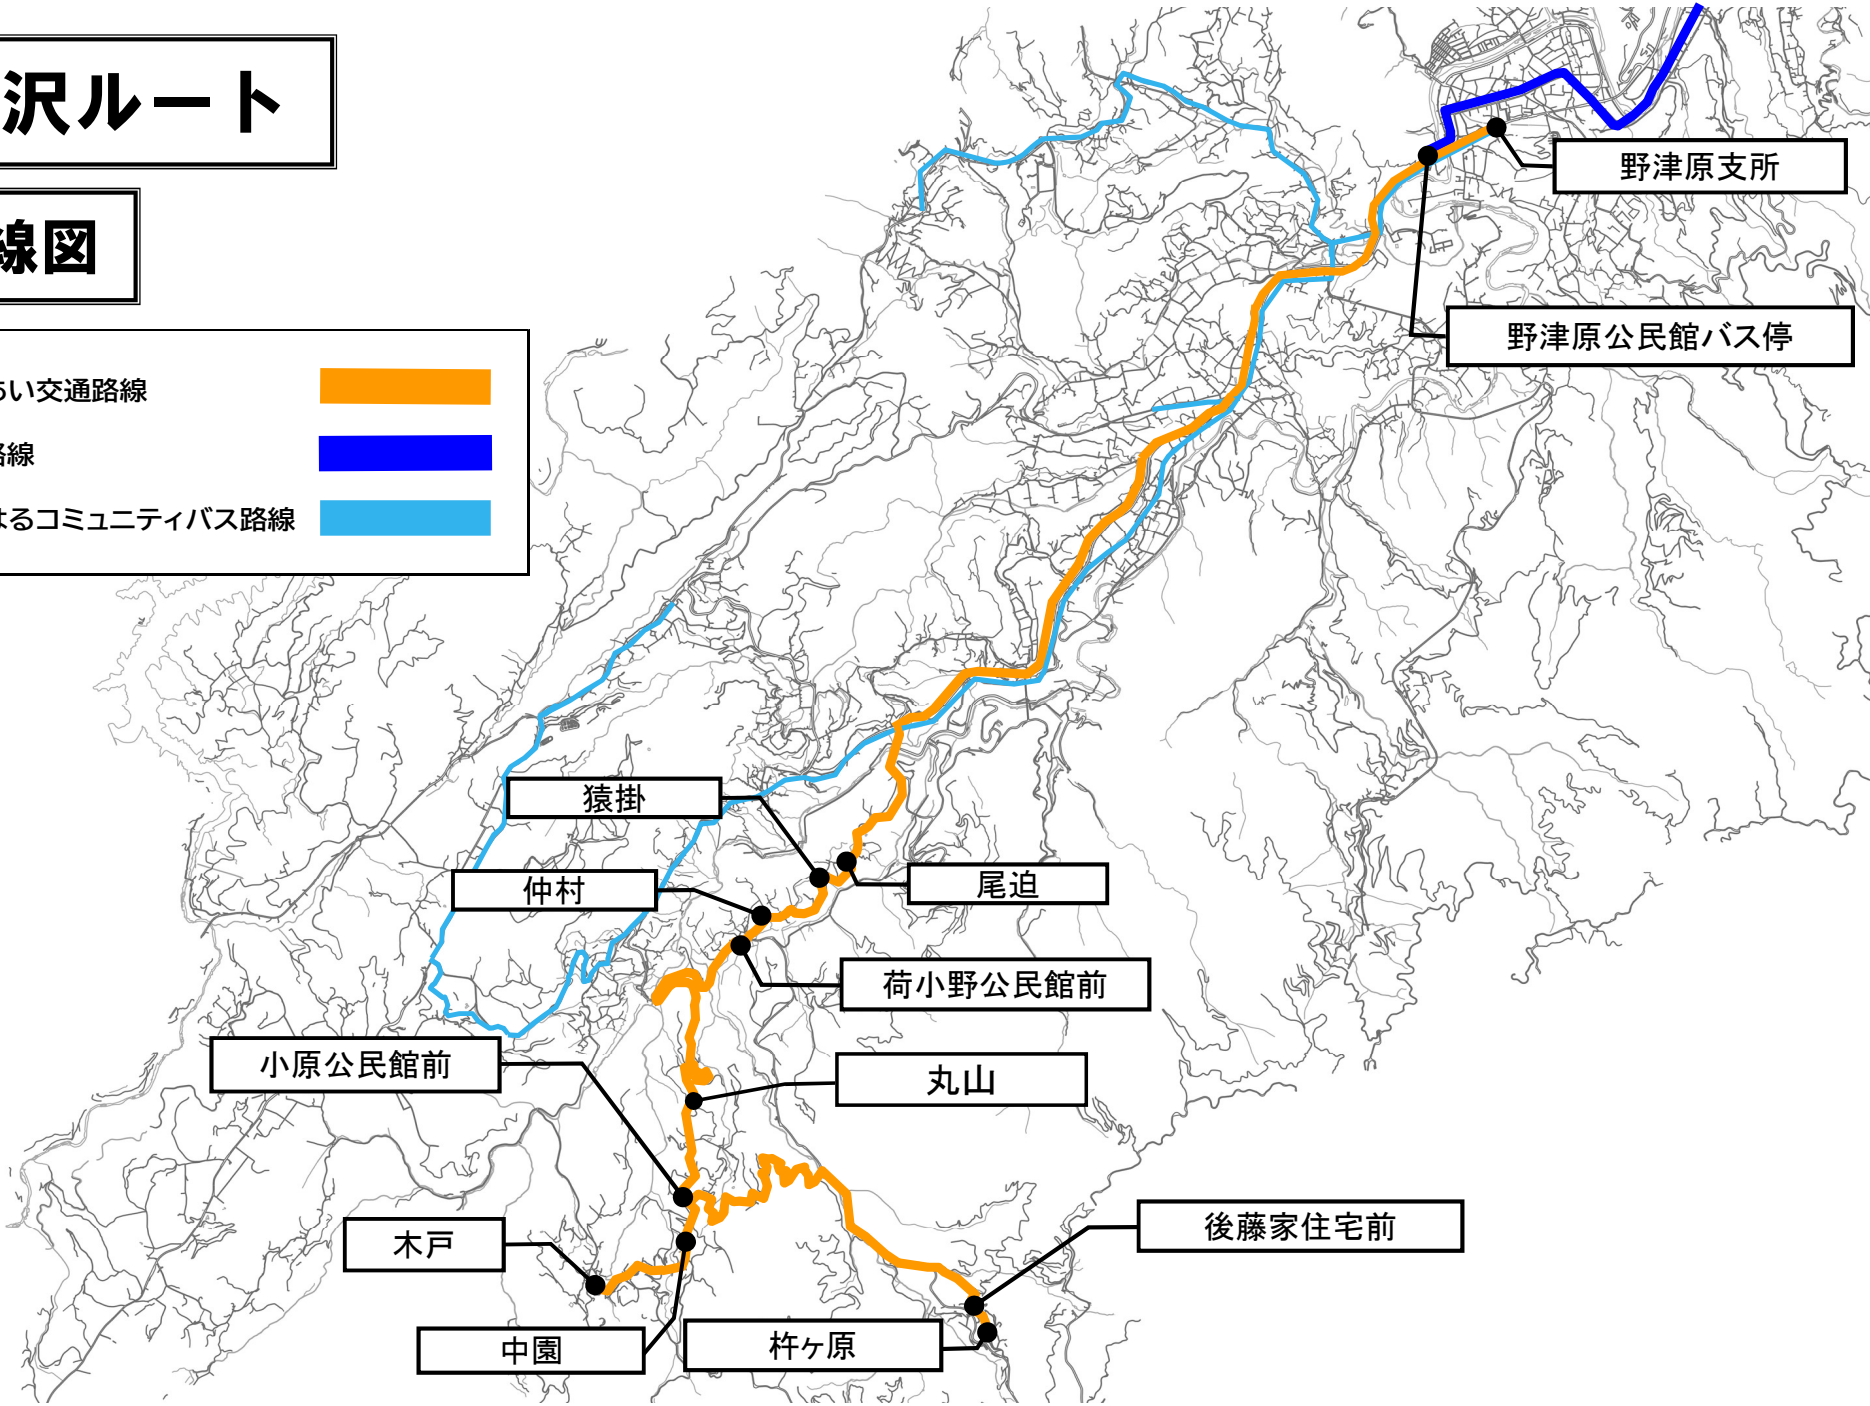 沢ルート
線図
あい交通路線
路線
はるコミュニティバス路線
野津原支所
野津原公民館バス停
猿掛
尾迫
仲村
荷小野公民館前
小原公民館前
丸山
後藤家住宅前
木戸
中園
杵ヶ原